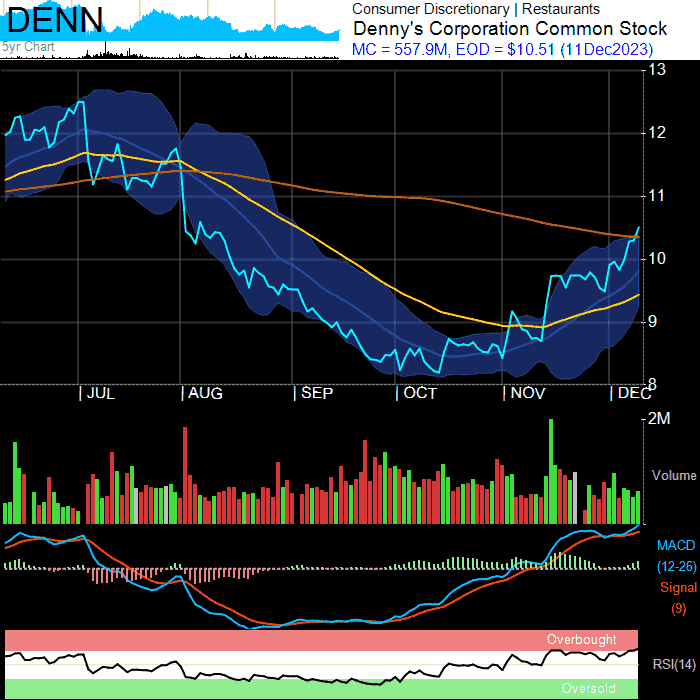 DENN
5yr Chart
Consumer Discretionary | Restaurants
Denny's Corporation Common Stock
MC = 557.9M, EOD = $10.51 (11Dec2023)
13
12
11
10
9
8
| JUL | AUG | SEP | OCT | NOV | DEC
2M
Volume
MACD
(12-26)
Signal
(9)
Overbought
RSI(14)
Oversold